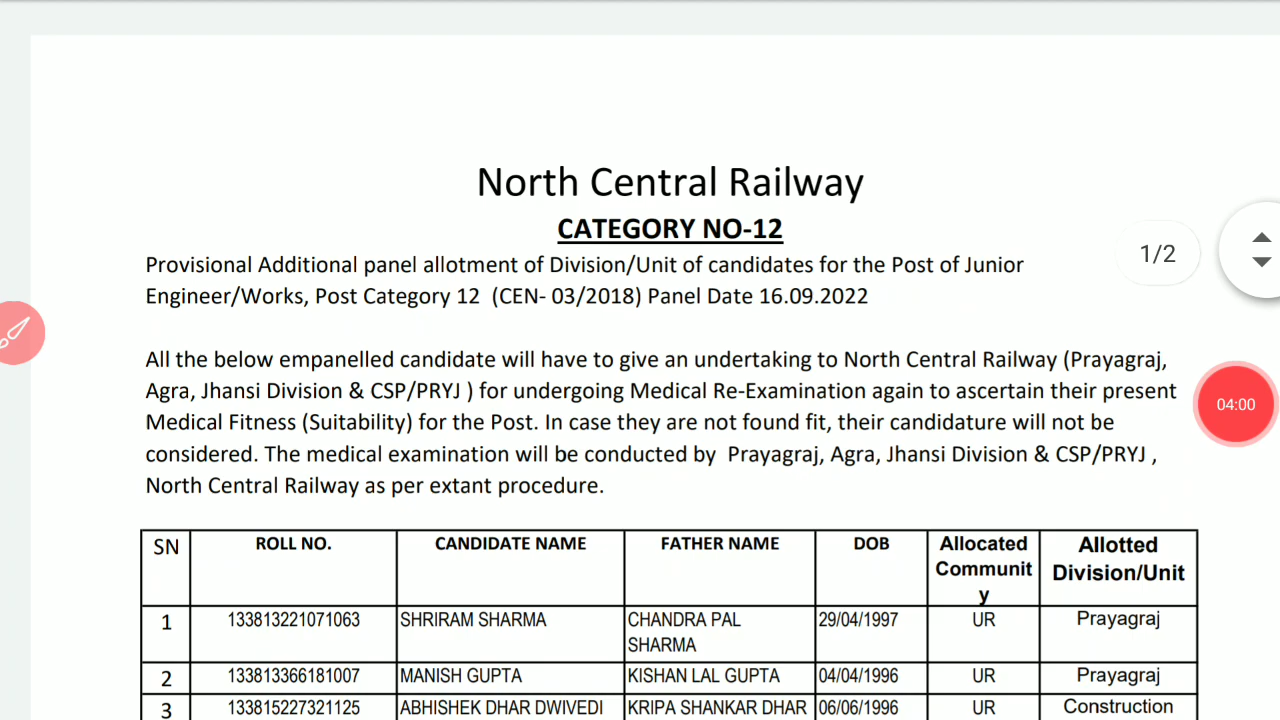 North Central Railway
CATEGORY NO-12
Provisional Additional panel allotment of Division/Unit of candidates for the Post of Junior
Engineer/Works, Post Category 12 (CEN- 03/2018) Panel Date 16.09.2022
1/2
All the below empanelled candidate will have to give an undertaking to North Central Railway (Prayagraj,
Agra, Jhansi Division & CSP/PRYJ ) for undergoing Medical Re-Examination again to ascertain their present
Medical Fitness (Suitability) for the Post. In case they are not found fit, their candidature will not be
considered. The medical examination will be conducted by Prayagraj, Agra, Jhansi Division & CSP/PRYJ ,
North Central Railway as per extant procedure.
04:00
SN ROLL NO. CANDIDATE NAME FATHER NAME DOB Allocated Allotted
Communit Division/Unit
y
1 133813221071063 SHRIRAM SHARMA CHANDRA PAL 29/04/1997 UR Prayagraj
SHARMA
2 133813366181007 MANISH GUPTA KISHAN LAL GUPTA 04/04/1996 UR Prayagraj
3 133815227321125 ABHISHEK DHAR DWIVEDI KRIPA SHANKAR DHAR 06/06/1996 UR Construction